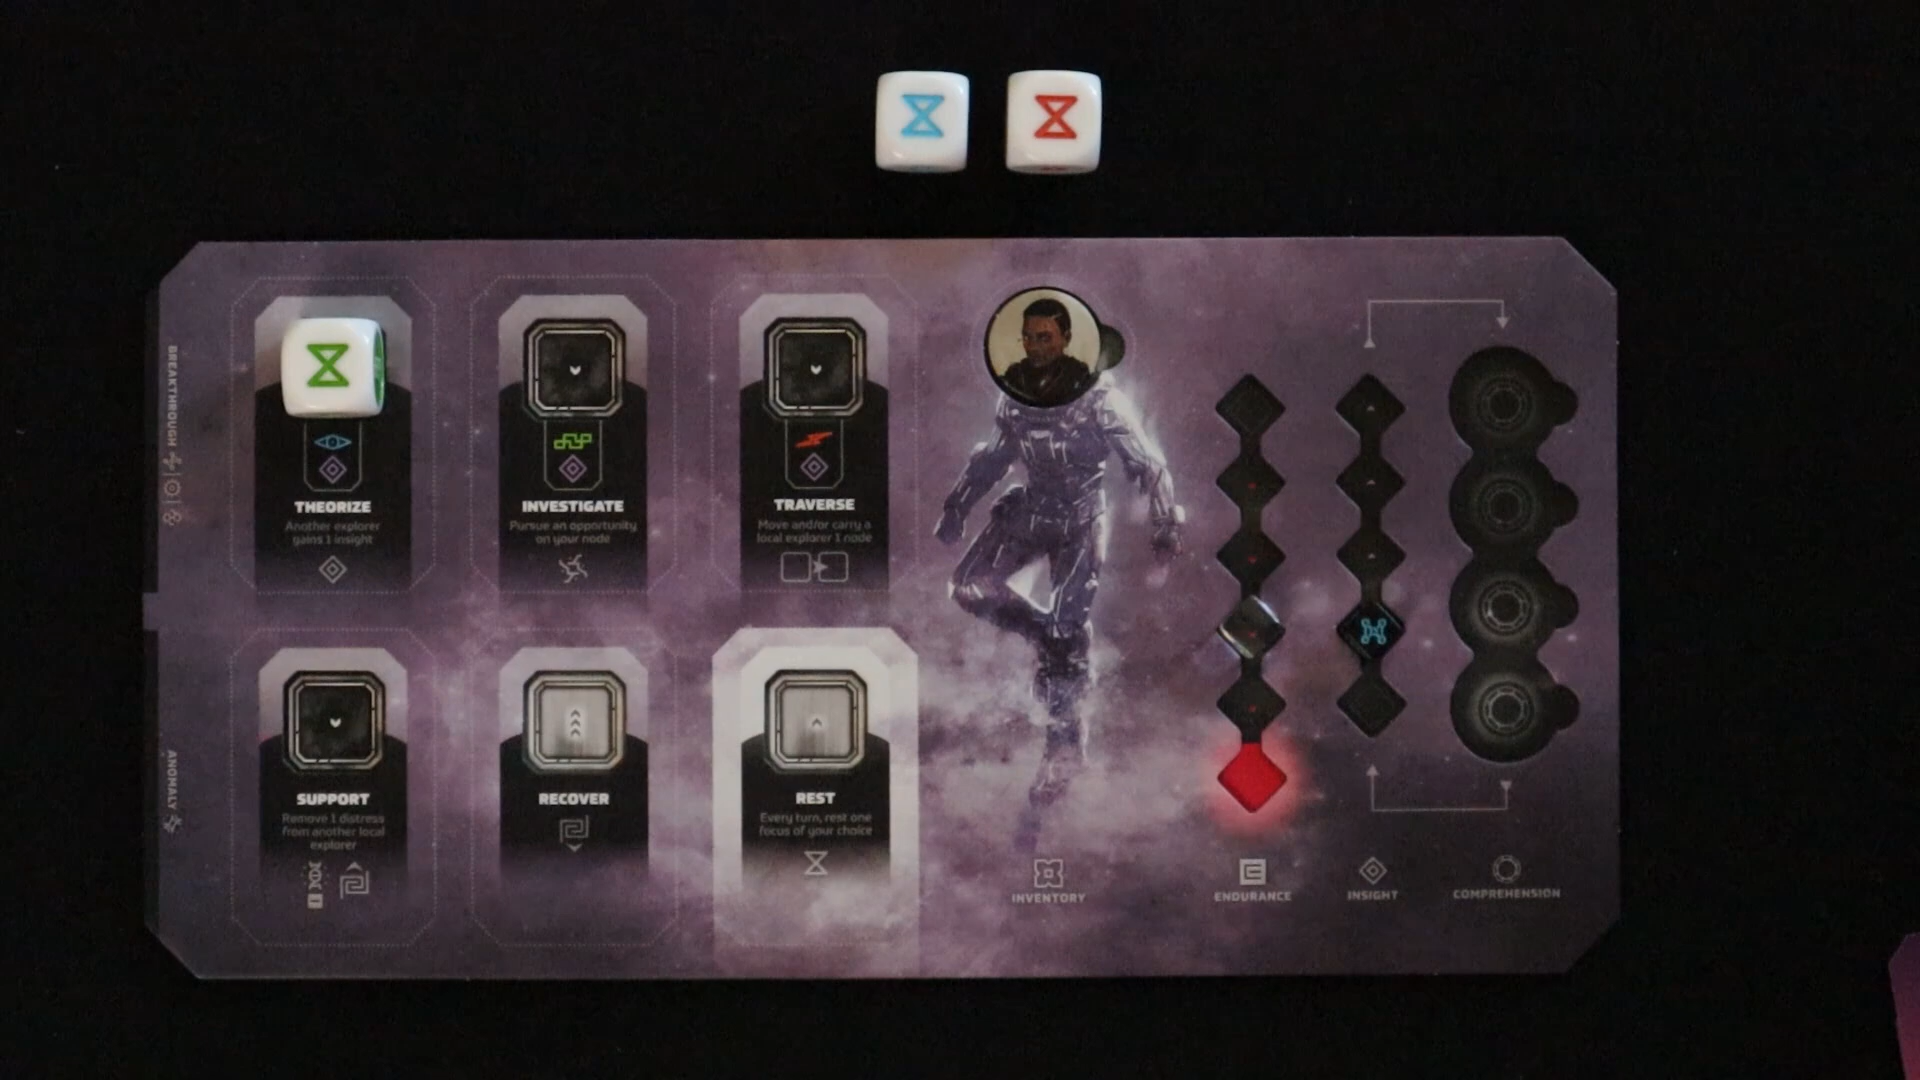 BREAKTHROUGH
THEORIZE
Another explorer
gains 1 insight
INVESTIGATE
Pursue an opportunity
on your node
TRAVERSE
Move and/or carry a
local explorer 1 node
ANOMALY
SUPPORT
Remove 1 distress
from another local
explorer
RECOVER
REST
Every turn, rest one
focus of your choice
INVENTORY
ENDURANCE
INSIGHT
COMPREHENSION